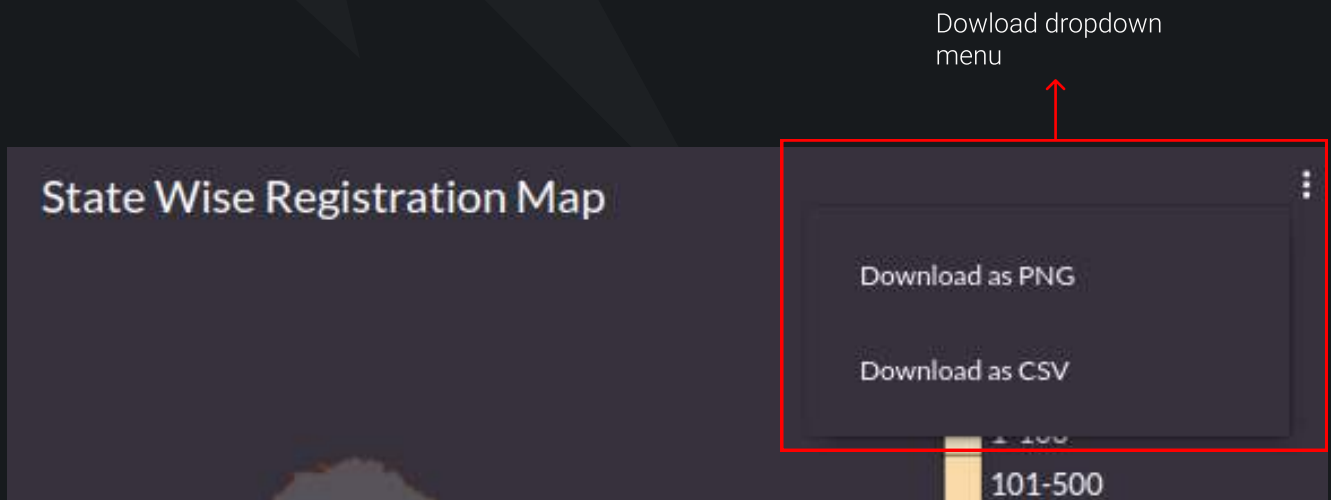 Dowload dropdown
menu
State Wise Registration Map
Download as PNG
Download as CSV
101-500